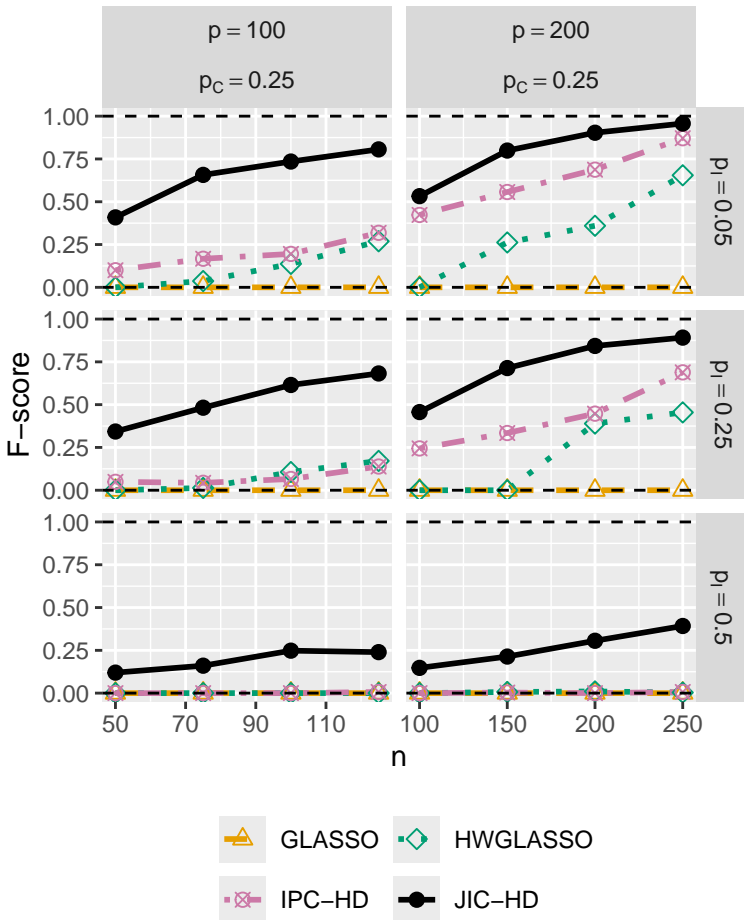 p = 100
p = 200
p_C = 0.25
p_C = 0.25
1.00
0.75
0.50
0.25
0.00
p_I = 0.05
F-score
1.00
0.75
0.50
0.25
0.00
p_I = 0.25
1.00
0.75
0.50
0.25
0.00
p_I = 0.5
50 70 90 110
100 150 200 250
n
GLASSO
HWGLASSO
IPC-HD
JIC-HD